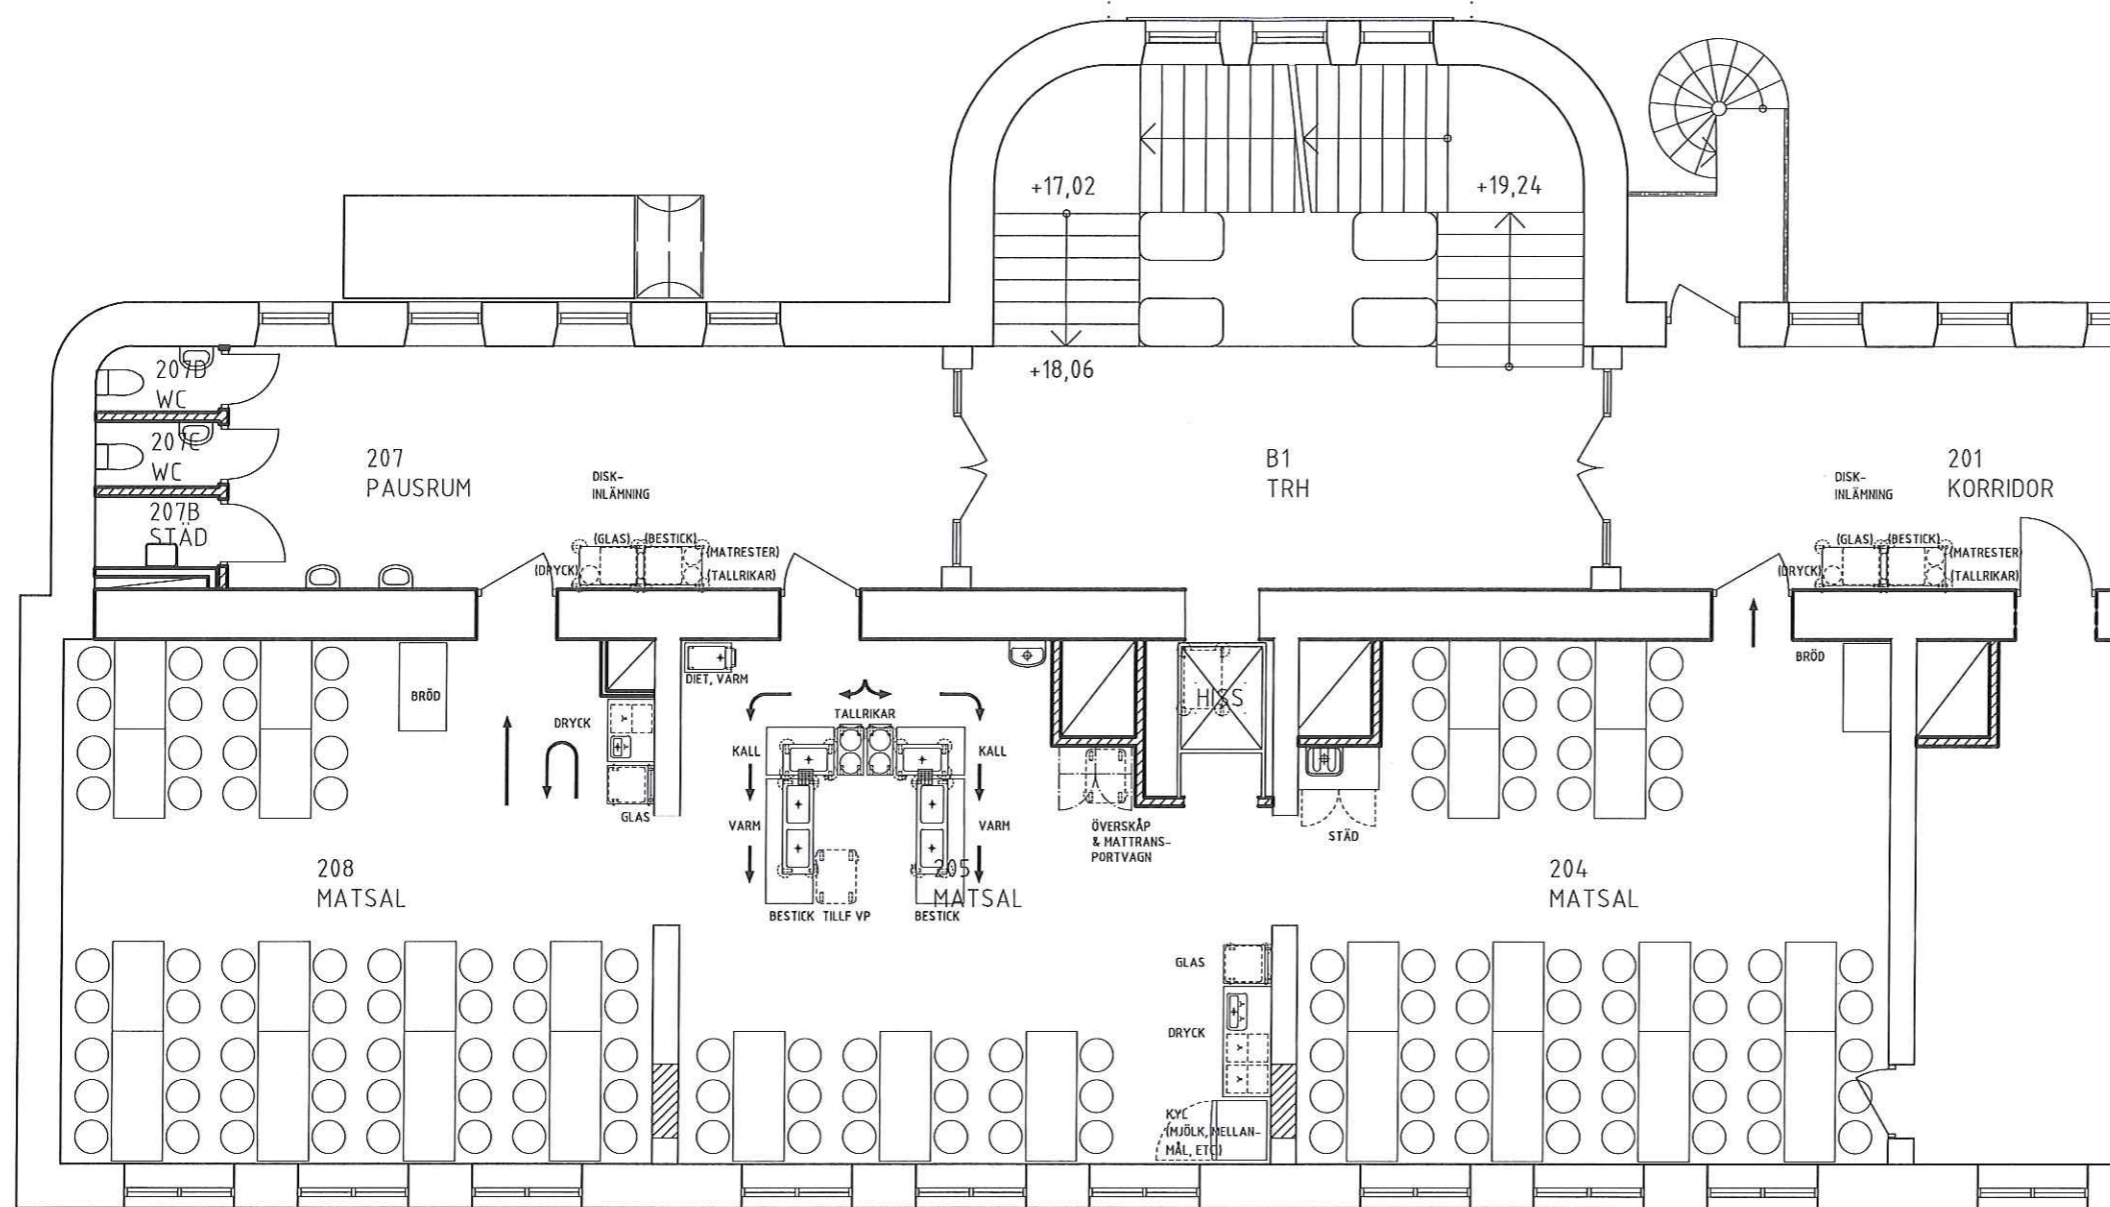 +17,02
+19,24
+18,06
207D
WC
207C
WC
207B
STÄD
207
PAUSRUM
DISK-
INLÄMNING
(GLAS)
(BESTICK)
(MATRESTER)
(DRYCK)
(TALLRIKAR)
B1
TRH
DISK-
INLÄMNING
201
KORRIDOR
(GLAS)
(BESTICK)
(MATRESTER)
(DRYCK)
(TALLRIKAR)
BRÖD
DRYCK
GLAS
208
MATSAL
DIET, VARM
TALLRIKAR
KALL
KALL
VARM
VARM
BESTICK
TILLF VP
BESTICK
205
MATSAL
HISS
ÖVERSKÅP
& MATTRANS-
PORTVAGN
STÄD
BRÖD
204
MATSAL
GLAS
DRYCK
KYL
(MJÖLK, MELLAN-
MÅL, ETC)